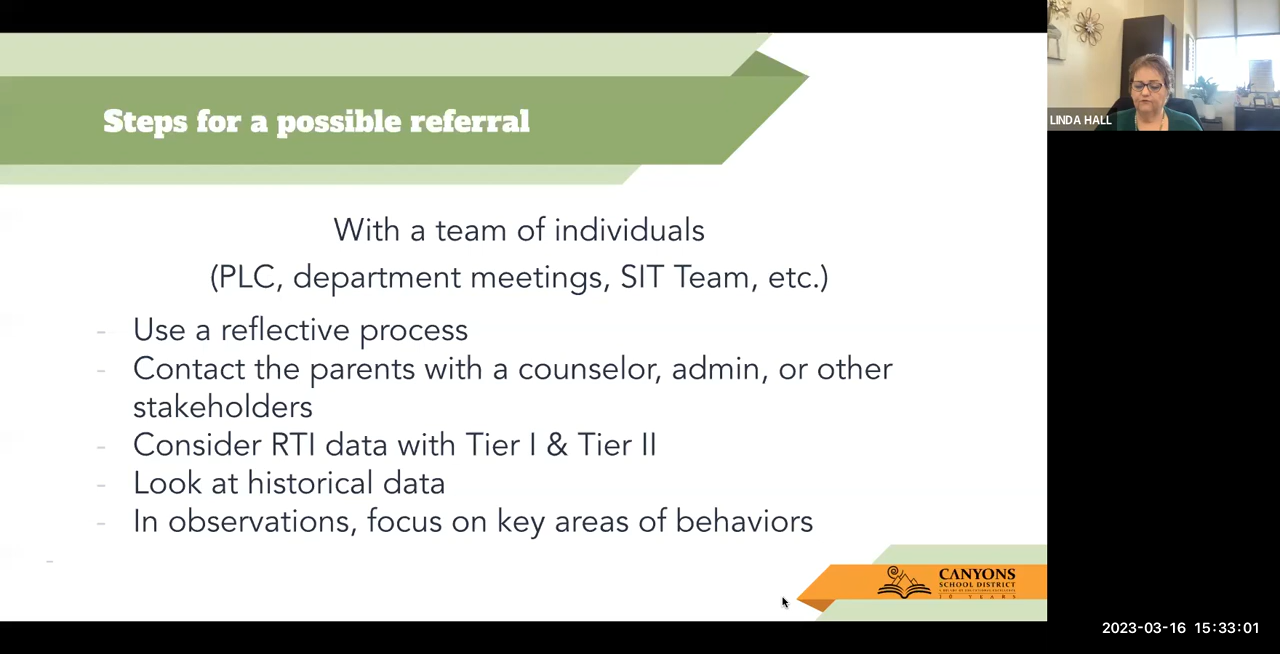 Steps for a possible referral
LINDA HALL
With a team of individuals
(PLC, department meetings, SIT Team, etc.)
- Use a reflective process
- Contact the parents with a counselor, admin, or other
stakeholders
- Consider RTI data with Tier I & Tier II
- Look at historical data
- In observations, focus on key areas of behaviors
-
CANYONS
SCHOOL DISTRICT
10 YEARS
2023-03-16 15:33:01